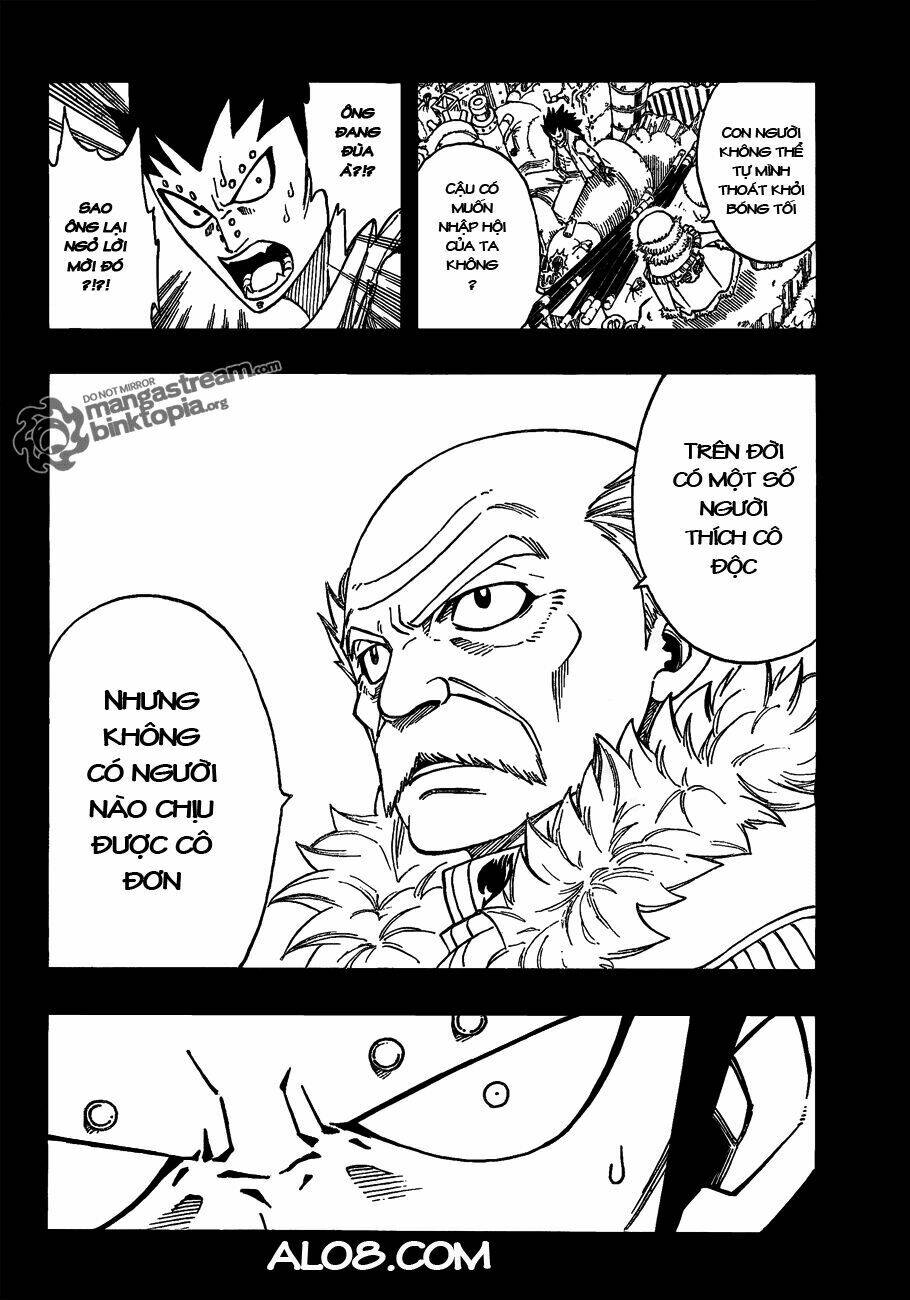 CON NGƯỜI
KHÔNG THỂ
TỰ MÌNH
THOÁT KHỎI
BÓNG TỐI
CẬU CÓ
MUỐN
NHẬP HỘI
CỦA TA
KHÔNG
?
ÔNG
ĐANG
ĐÙA
À?!?
SAO
ÔNG LẠI
NGỎ LỜI
MỜI ĐÓ
?!?!
DO NOT MIRROR
mangastream.com
binktopia.org
TRÊN ĐỜI
CÓ MỘT SỐ
NGƯỜI
THÍCH CÔ
ĐỘC
NHƯNG
KHÔNG
CÓ NGƯỜI
NÀO CHỊU
ĐƯỢC CÔ
ĐƠN
ALO8.COM